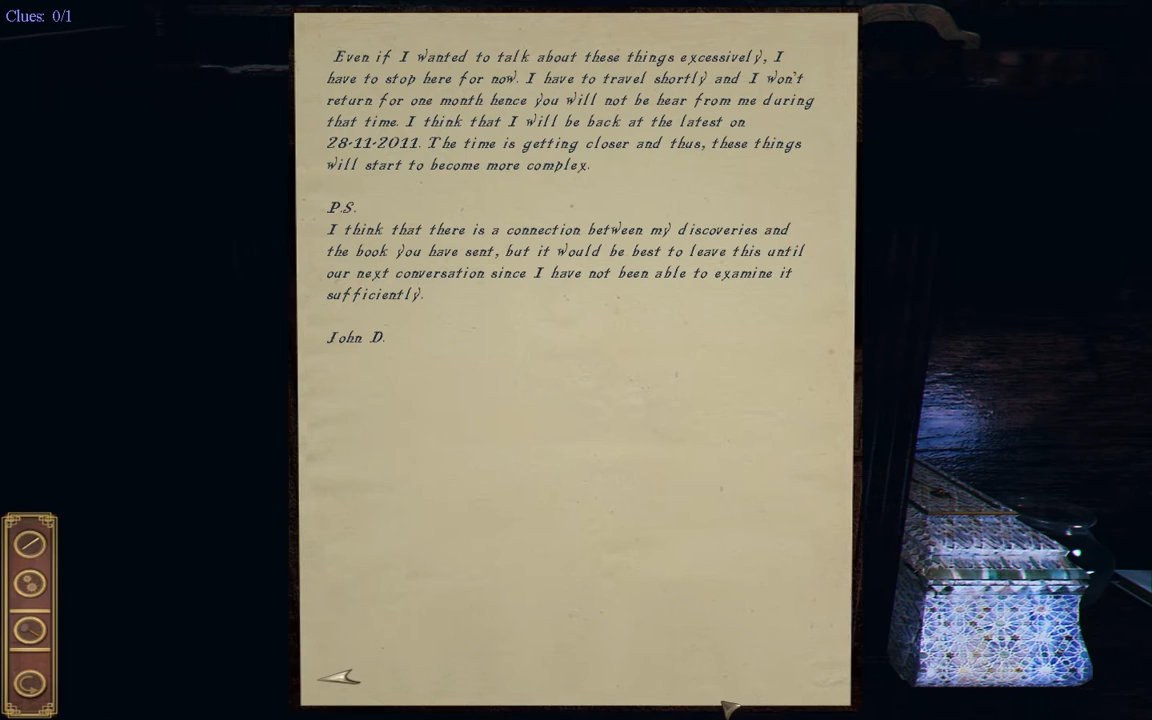 Clues: 0/1
Even if I wanted to talk about these things excessively, I
have to stop here for now. I have to travel shortly and I won't
return for one month hence you will not be hear from me during
that time. I think that I will be back at the latest on
28-11-2011. The time is getting closer and thus, these things
will start to become more complex.
P.S.
I think that there is a connection between my discoveries and
the book you have sent, but it would be best to leave this until
our next conversation since I have not been able to examine it
sufficiently.
John D.